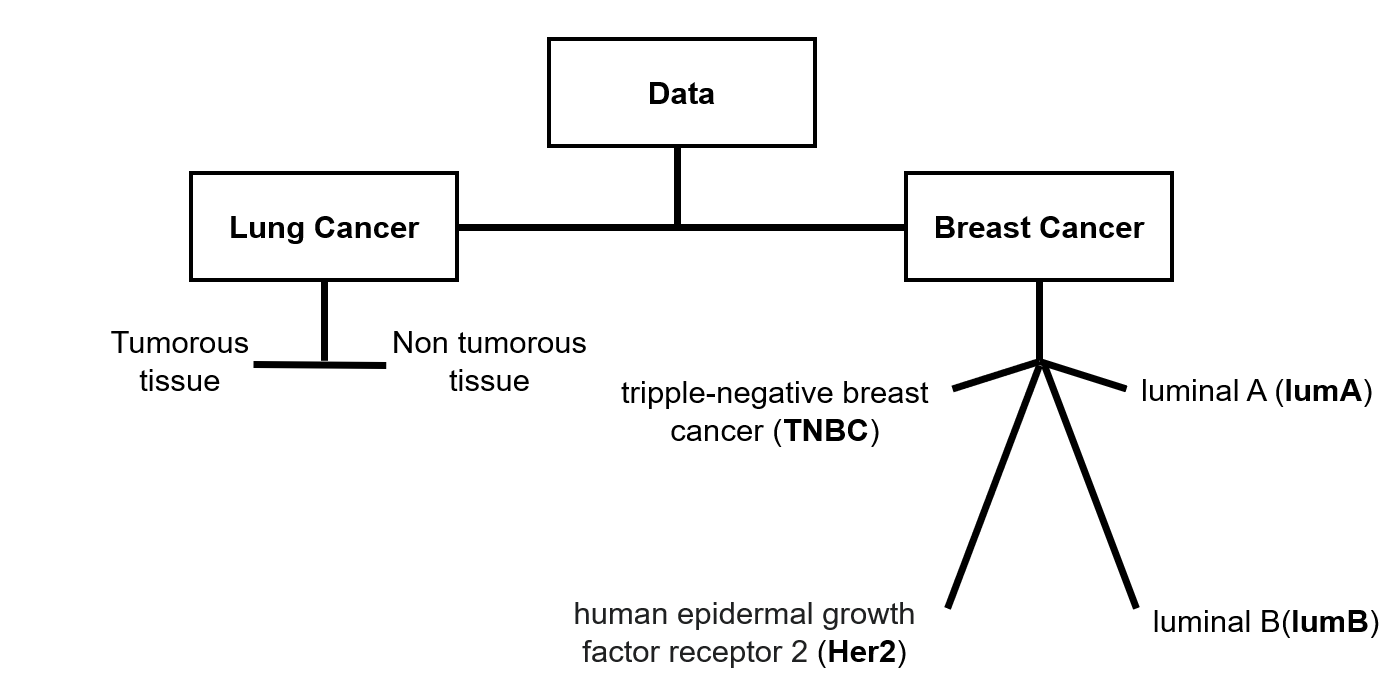 Data
Lung Cancer
Breast Cancer
Tumorous
tissue
Non tumorous
tissue
tripple-negative breast
cancer (TNBC)
luminal A (lumA)
human epidermal growth
factor receptor 2 (Her2)
luminal B(lumB)